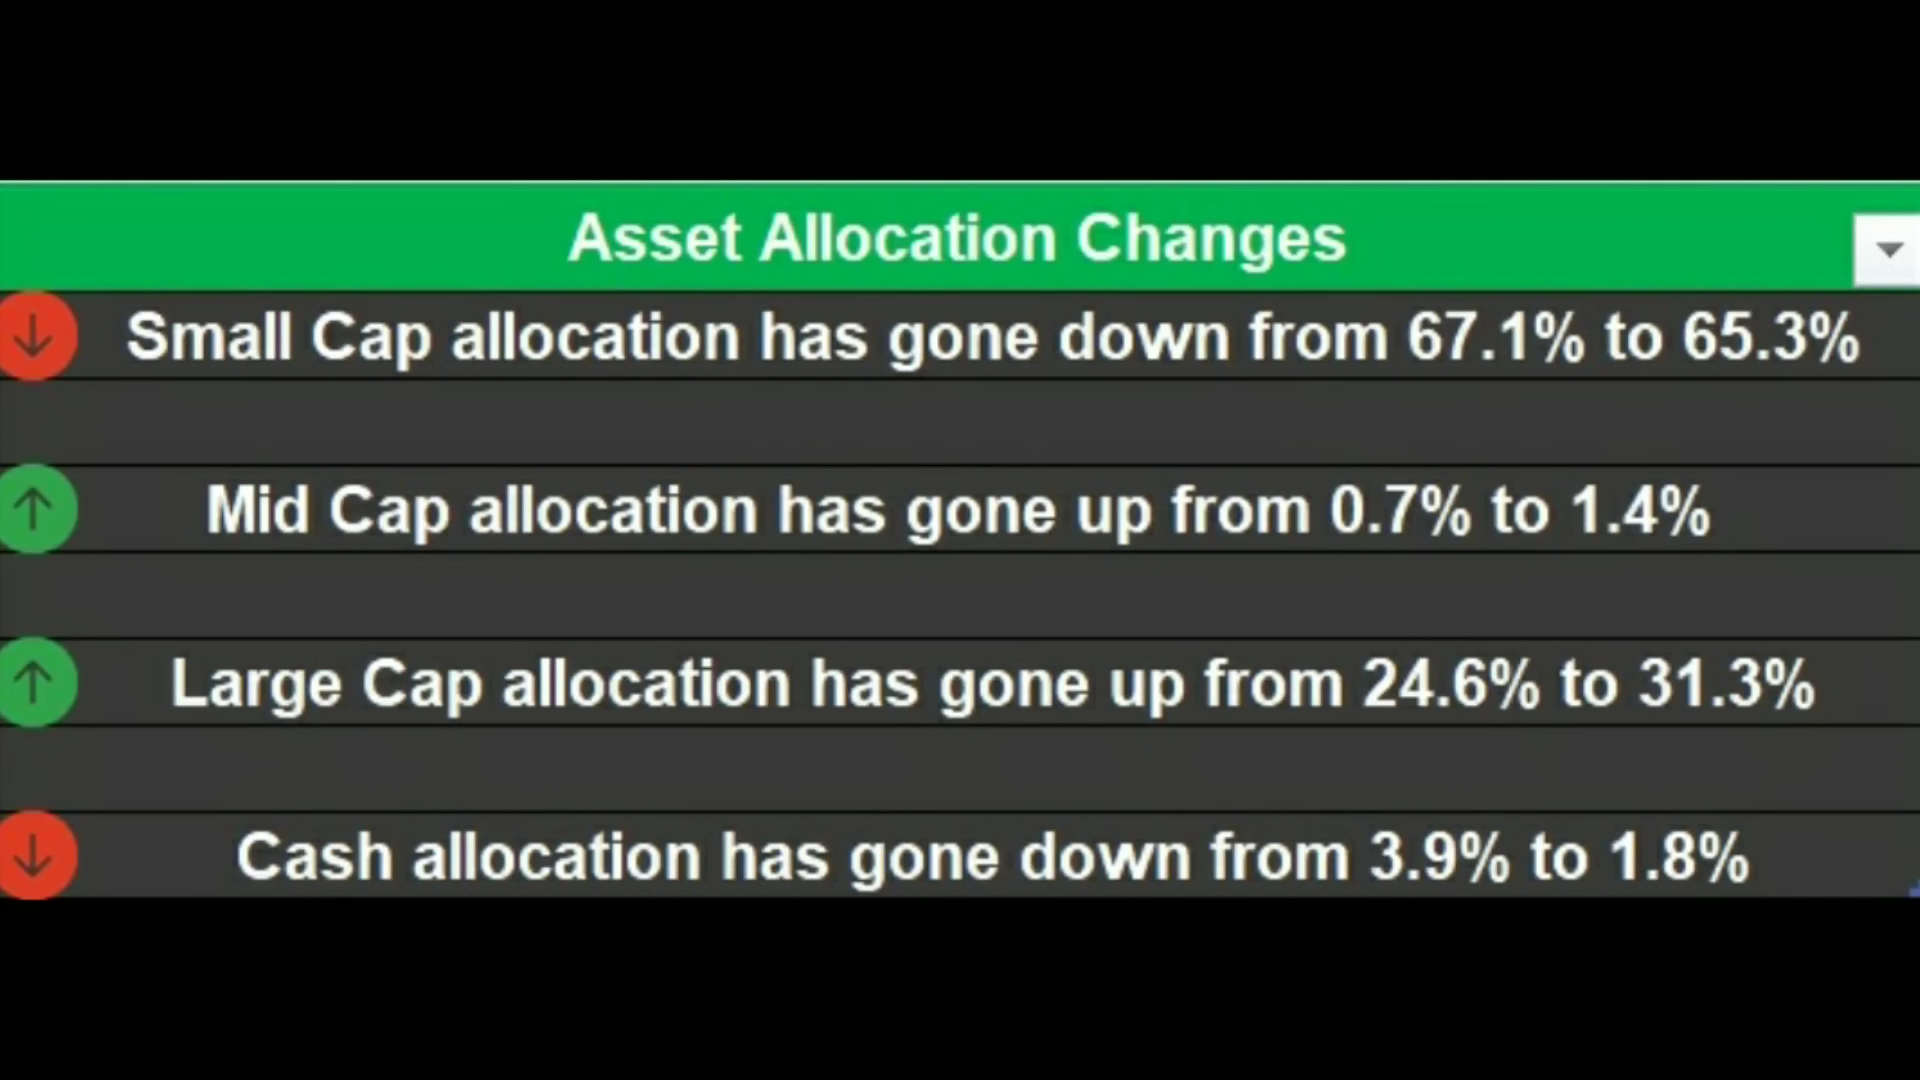 Asset Allocation Changes
Small Cap allocation has gone down from 67.1% to 65.3%
Mid Cap allocation has gone up from 0.7% to 1.4%
Large Cap allocation has gone up from 24.6% to 31.3%
Cash allocation has gone down from 3.9% to 1.8%